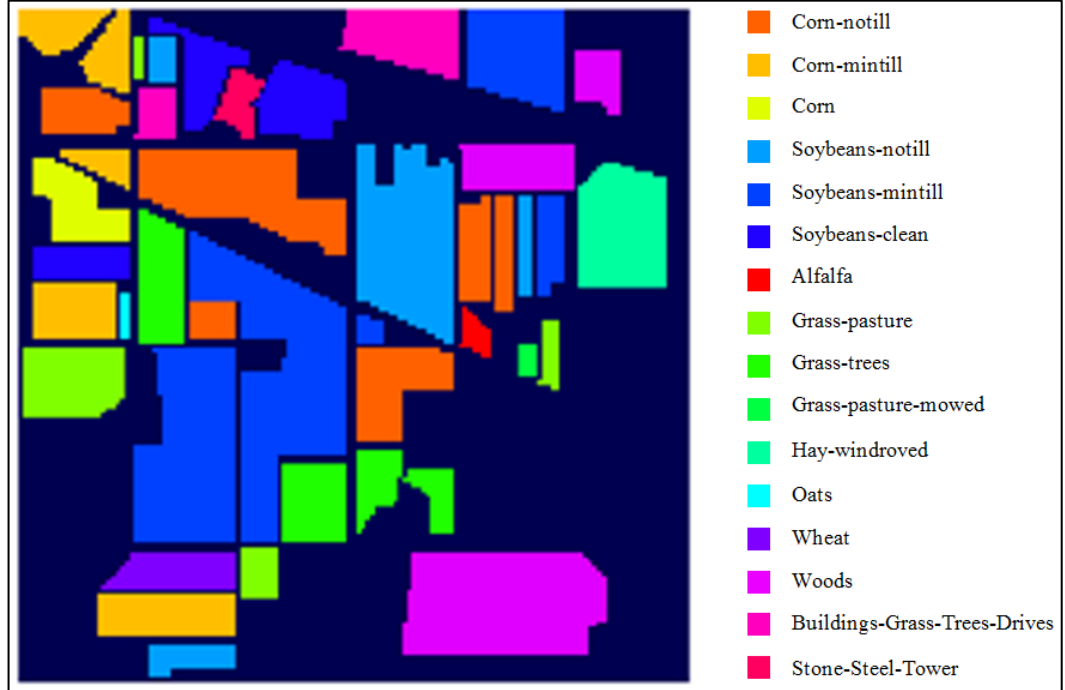 Corn-notill
Corn-mintill
Corn
Soybeans-notill
Soybeans-mintill
Soybeans-clean
Alfalfa
Grass-pasture
Grass-trees
Grass-pasture-mowed
Hay-windroved
Oats
Wheat
Woods
Buildings-Grass-Trees-Drives
Stone-Steel-Tower